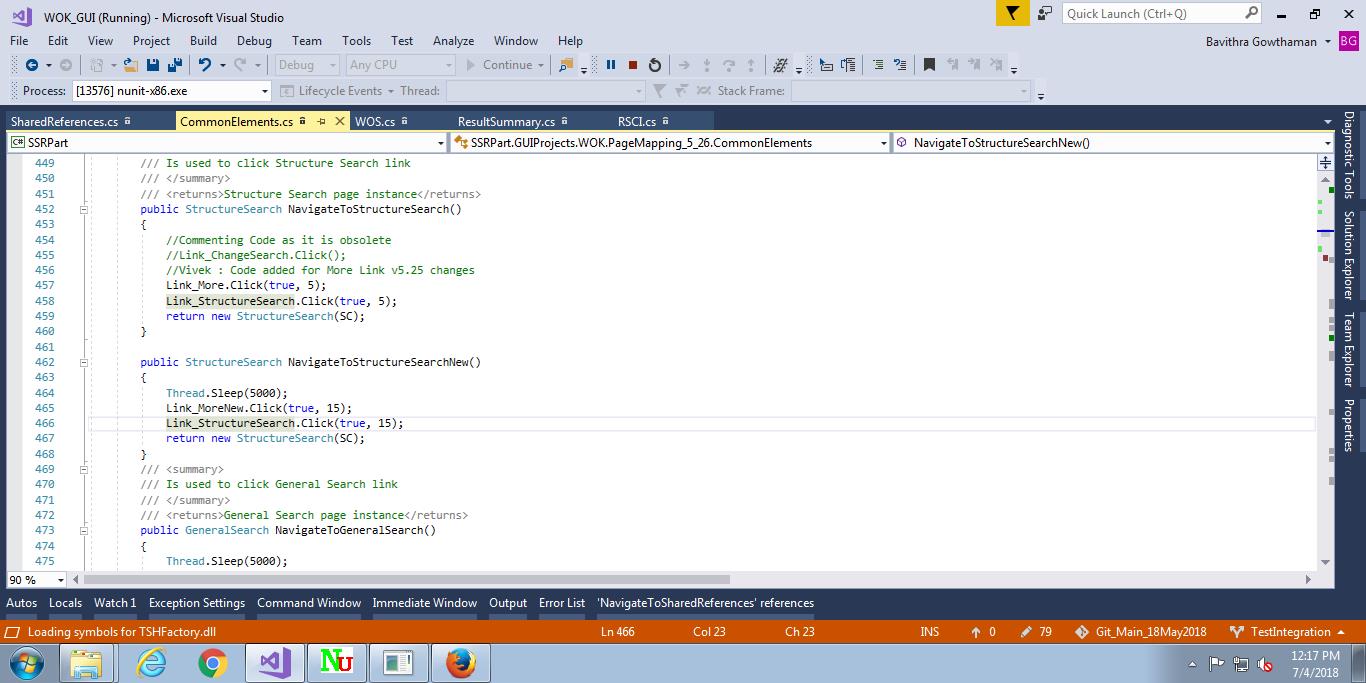 WOK_GUI (Running) - Microsoft Visual Studio
Quick Launch (Ctrl+Q)
File Edit View Project Build Debug Team Tools Test Analyze Window Help
Bavithra Gowthaman BG
Debug Any CPU Continue
Process: [13576] nunit-x86.exe Lifecycle Events Thread: Stack Frame:
SharedReferences.cs CommonElements.cs WOS.cs ResultSummary.cs RSCI.cs
C# SSRPart SSRPart.GUIProjects.WOK.PageMapping_5_26.CommonElements NavigateToStructureSearchNew()
449 /// Is used to click Structure Search link
450 /// </summary>
451 /// <returns>Structure Search page instance</returns>
452 public StructureSearch NavigateToStructureSearch()
453 {
454 //Commenting Code as it is obsolete
455 //Link_ChangeSearch.Click();
456 //Vivek : Code added for More Link v5.25 changes
457 Link_More.Click(true, 5);
458 Link_StructureSearch.Click(true, 5);
459 return new StructureSearch(SC);
460 }
461
462 public StructureSearch NavigateToStructureSearchNew()
463 {
464 Thread.Sleep(5000);
465 Link_MoreNew.Click(true, 15);
466 Link_StructureSearch.Click(true, 15);
467 return new StructureSearch(SC);
468 }
469 /// <summary>
470 /// Is used to click General Search link
471 /// </summary>
472 /// <returns>General Search page instance</returns>
473 public GeneralSearch NavigateToGeneralSearch()
474 {
475 Thread.Sleep(5000);
90 %
Diagnostic Tools
Solution Explorer
Team Explorer
Properties
Autos Locals Watch 1 Exception Settings Command Window Immediate Window Output Error List 'NavigateToSharedReferences' references
Loading symbols for TSHFactory.dll Ln 466 Col 23 Ch 23 INS 0 79 Git_Main_18May2018 TestIntegration
Nu
12:17 PM
7/4/2018